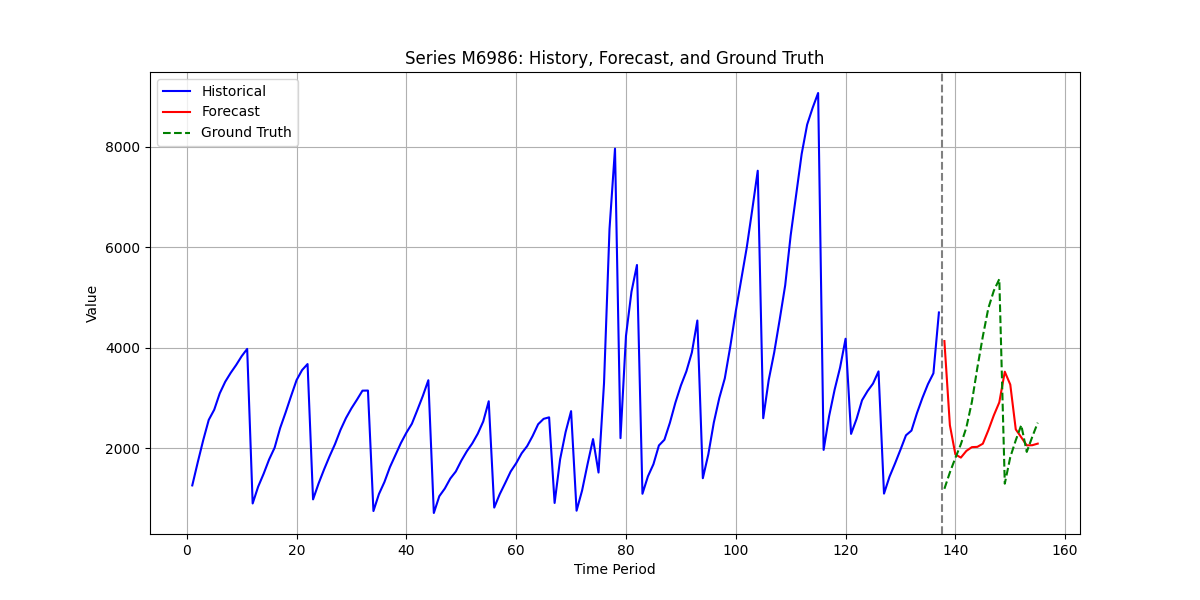 Series M6986: History, Forecast, and Ground Truth
Historical
Forecast
Ground Truth
8000
6000
4000
2000
Value
0 20 40 60 80 100 120 140 160
Time Period